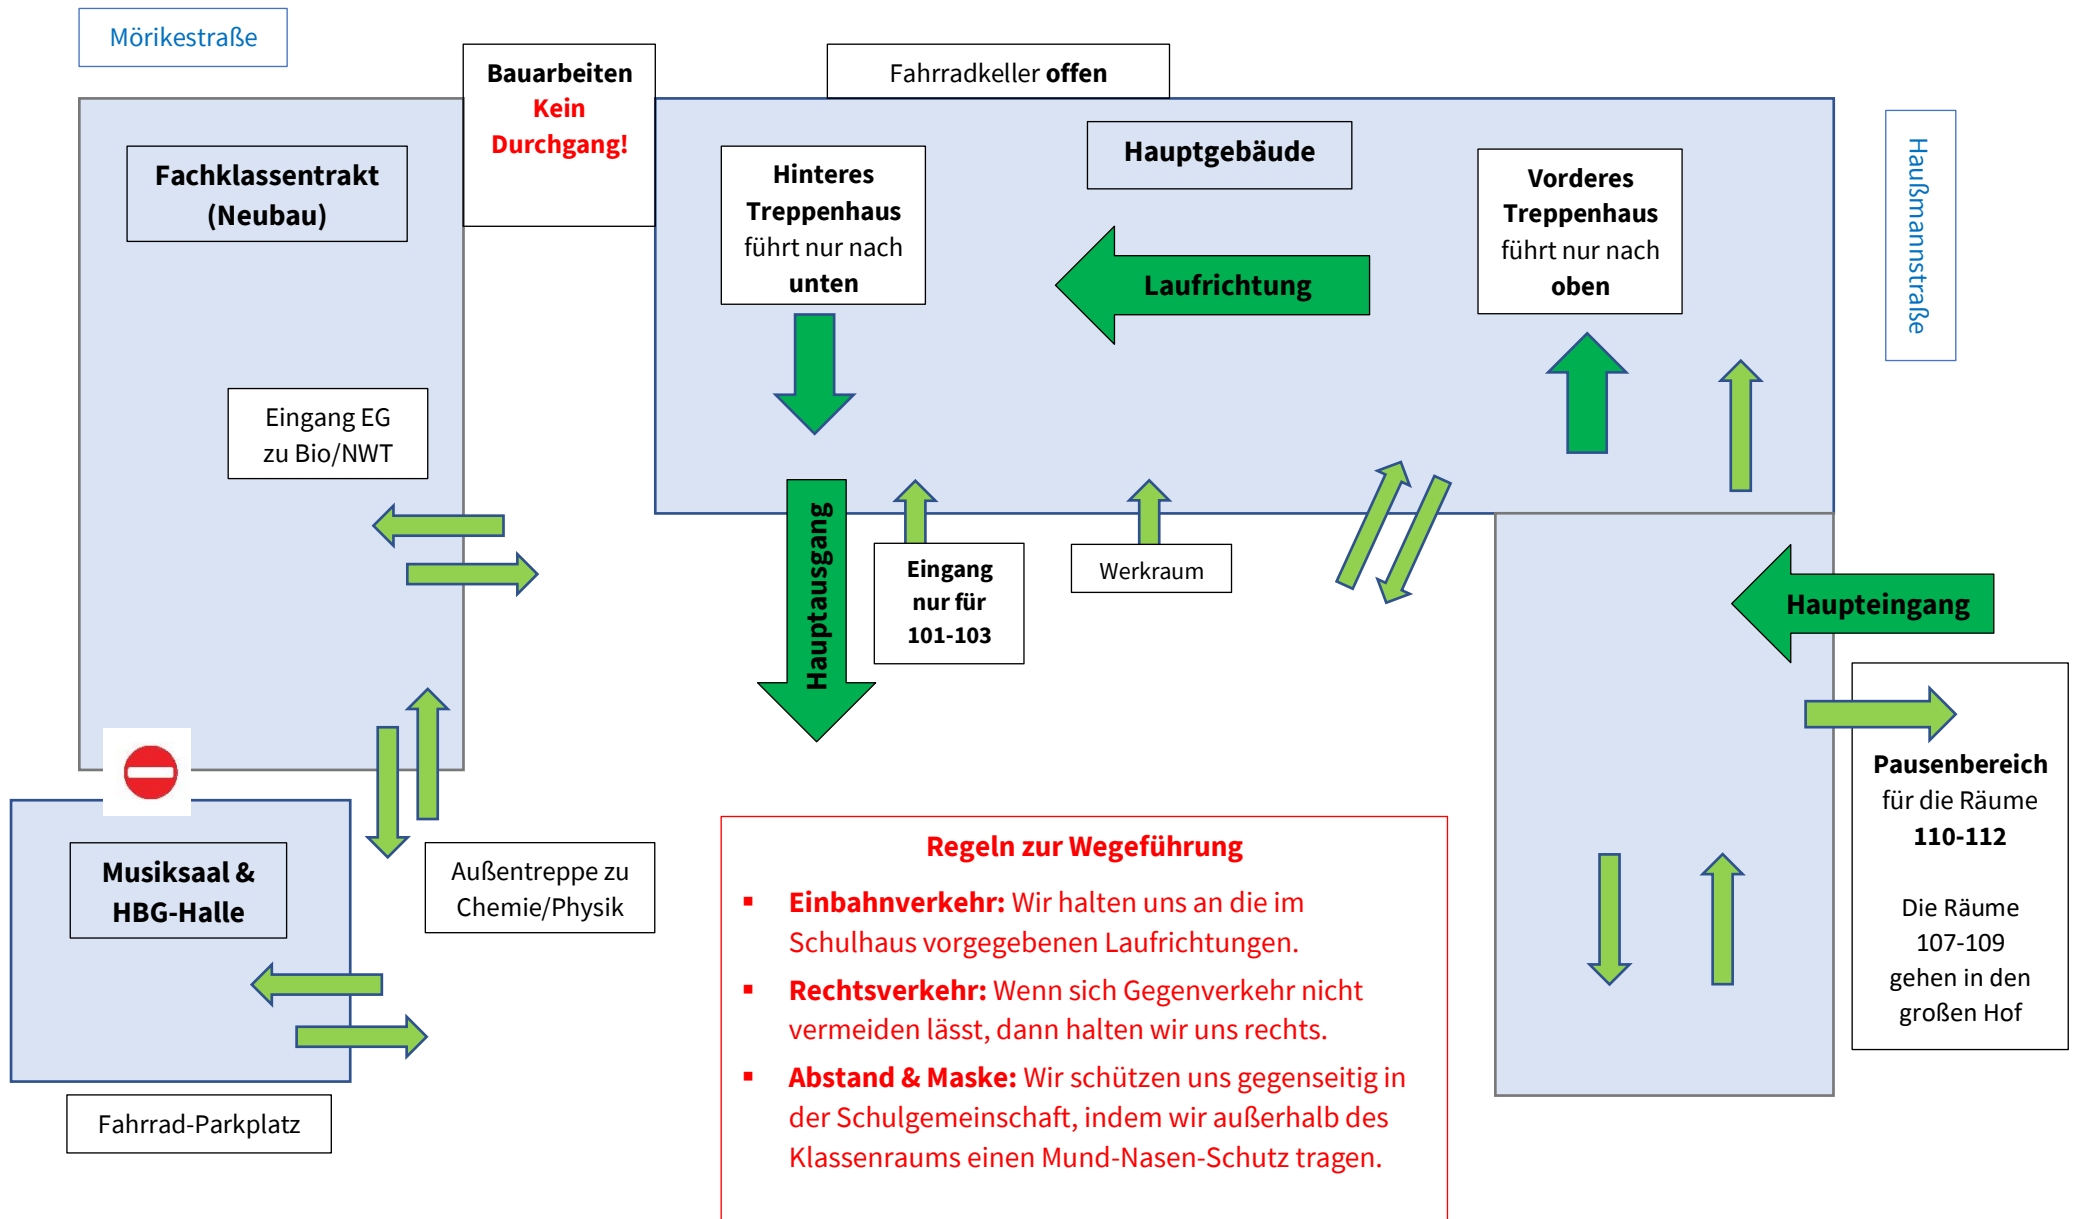 Mörikestraße
Bauarbeiten
Kein
Durchgang!
Fahrradkeller offen
Haußmannstraße
Fachklassentrakt
(Neubau)
Hinteres
Treppenhaus
führt nur nach
unten
Hauptgebäude
Laufrichtung
Vorderes
Treppenhaus
führt nur nach
oben
Eingang EG
zu Bio/NWT
Hauptausgang
Eingang
nur für
101-103
Werkraum
Haupteingang
Pausenbereich
für die Räume
110-112
Die Räume
107-109
gehen in den
großen Hof
Musiksaal &
HBG-Halle
Außentreppe zu
Chemie/Physik
Fahrrad-Parkplatz
Regeln zur Wegeführung
▪ Einbahnverkehr: Wir halten uns an die im
Schulhaus vorgegebenen Laufrichtungen.
▪ Rechtsverkehr: Wenn sich Gegenverkehr nicht
vermeiden lässt, dann halten wir uns rechts.
▪ Abstand & Maske: Wir schützen uns gegenseitig in
der Schulgemeinschaft, indem wir außerhalb des
Klassenraums einen Mund-Nasen-Schutz tragen.